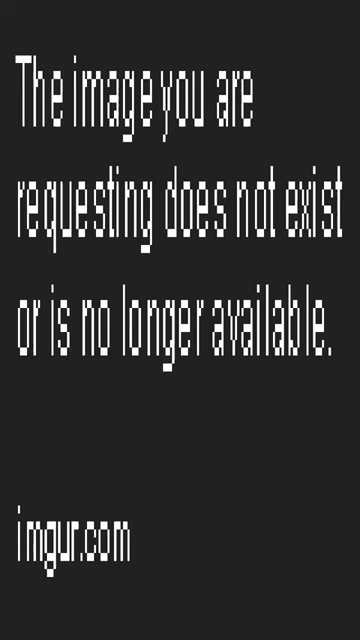 The image you are
requesting does not exist
or is no longer available.
imgur.com